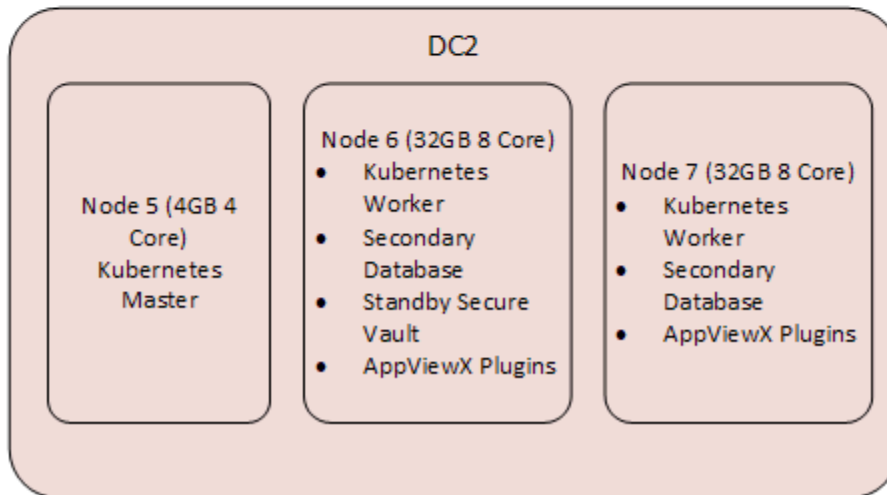 DC2
Node 5 (4GB 4
Core)
Kubernetes
Master
Node 6 (32GB 8 Core)
• Kubernetes
Worker
• Secondary
Database
• Standby Secure
Vault
• AppViewX Plugins
Node 7 (32GB 8 Core)
• Kubernetes
Worker
• Secondary
Database
• AppViewX Plugins